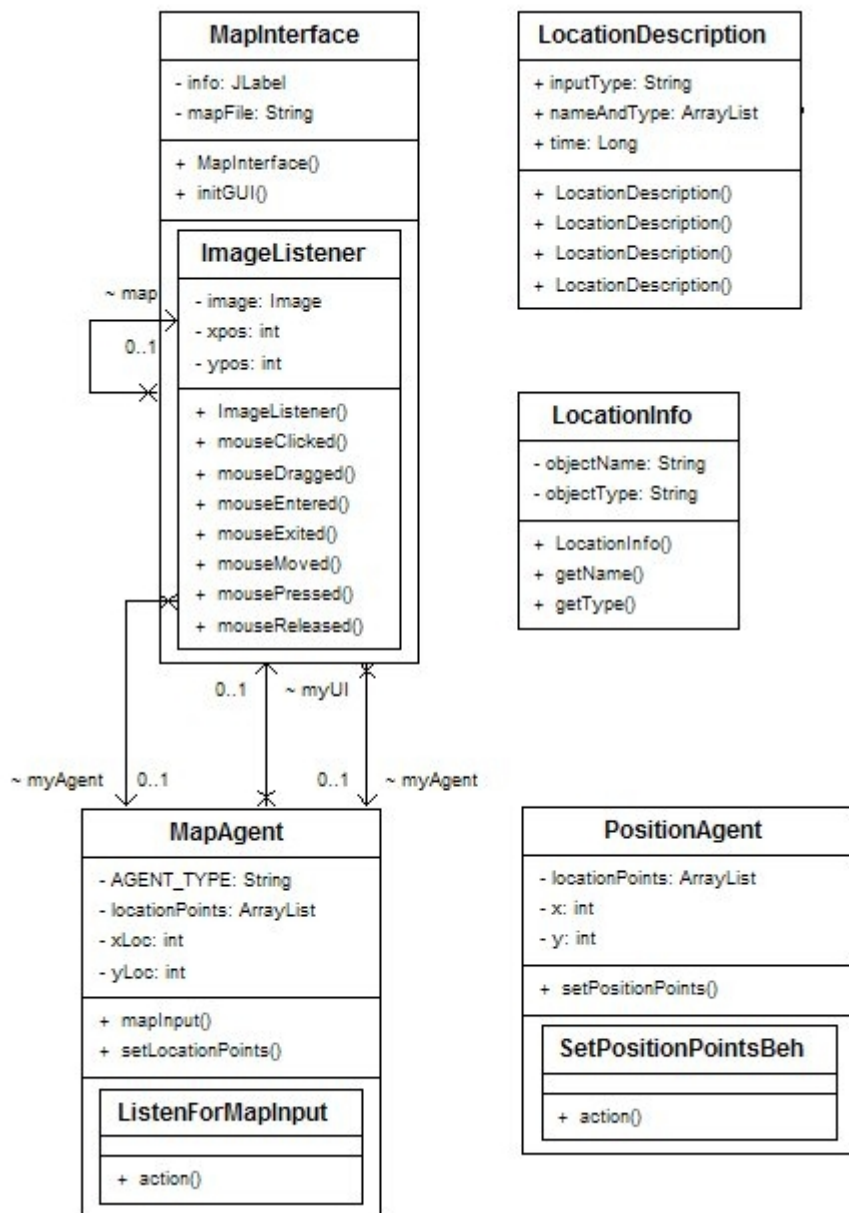 MapInterface
- info: JLabel
- mapFile: String
+ MapInterface()
+ initGUI()
ImageListener
- image: Image
- xpos: int
- ypos: int
+ ImageListener()
+ mouseClicked()
+ mouseDragged()
+ mouseEntered()
+ mouseExited()
+ mouseMoved()
+ mousePressed()
+ mouseReleased()
~ map
0..1
LocationDescription
+ inputType: String
+ nameAndType: ArrayList
+ time: Long
+ LocationDescription()
+ LocationDescription()
+ LocationDescription()
+ LocationDescription()
LocationInfo
- objectName: String
- objectType: String
+ LocationInfo()
+ getName()
+ getType()
0..1 ~ myUI
~ myAgent 0..1
0..1 ~ myAgent
MapAgent
- AGENT_TYPE: String
- locationPoints: ArrayList
- xLoc: int
- yLoc: int
+ mapInput()
+ setLocationPoints()
ListenForMapInput
+ action()
PositionAgent
- locationPoints: ArrayList
- x: int
- y: int
+ setPositionPoints()
SetPositionPointsBeh
+ action()